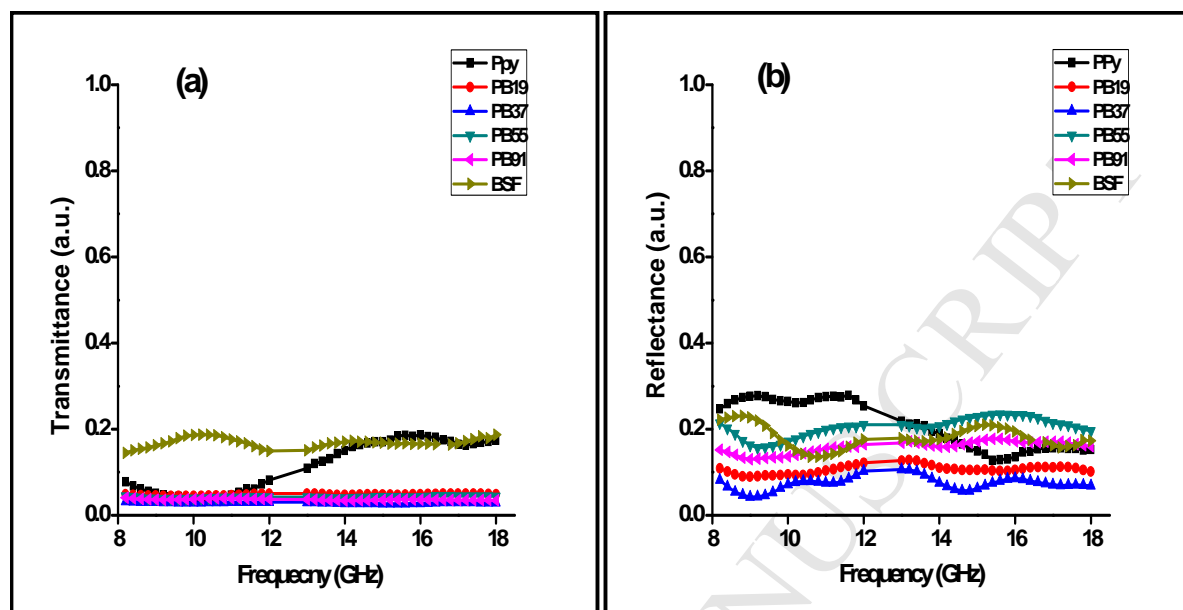 (a)
Ppy
PB19
PB37
PB55
PB91
BSF
1.0
0.8
0.6
0.4
0.2
0.0
Transmittance (a.u.)
8
10
12
14
16
18
Frequecny (GHz)
(b)
PPy
PB19
PB37
PB55
PB91
BSF
1.0
0.8
0.6
0.4
0.2
0.0
Reflectance (a.u.)
8
10
12
14
16
18
Frequency (GHz)
NUSCRIPT